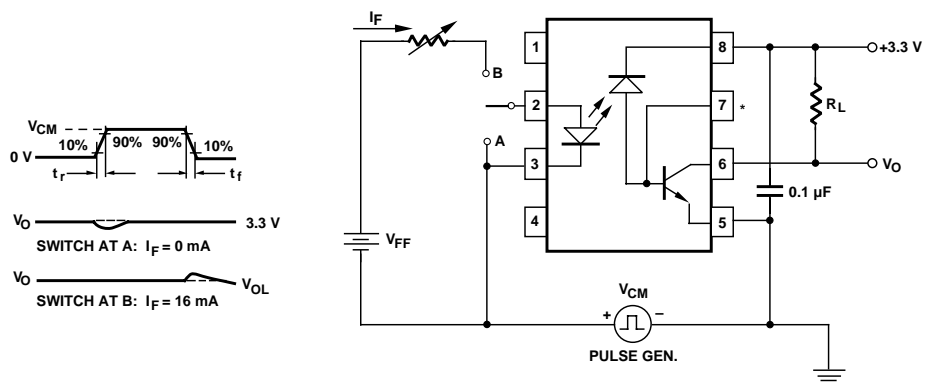 V_CM
0 V
10%
90%
90%
10%
t_r
t_f
V_O
3.3 V
SWITCH AT A: I_F = 0 mA
V_O
V_OL
SWITCH AT B: I_F = 16 mA
I_F
B
A
V_FF
1
2
3
4
8
7
6
5
*
+3.3 V
R_L
V_O
0.1 µF
V_CM
+
–
PULSE GEN.